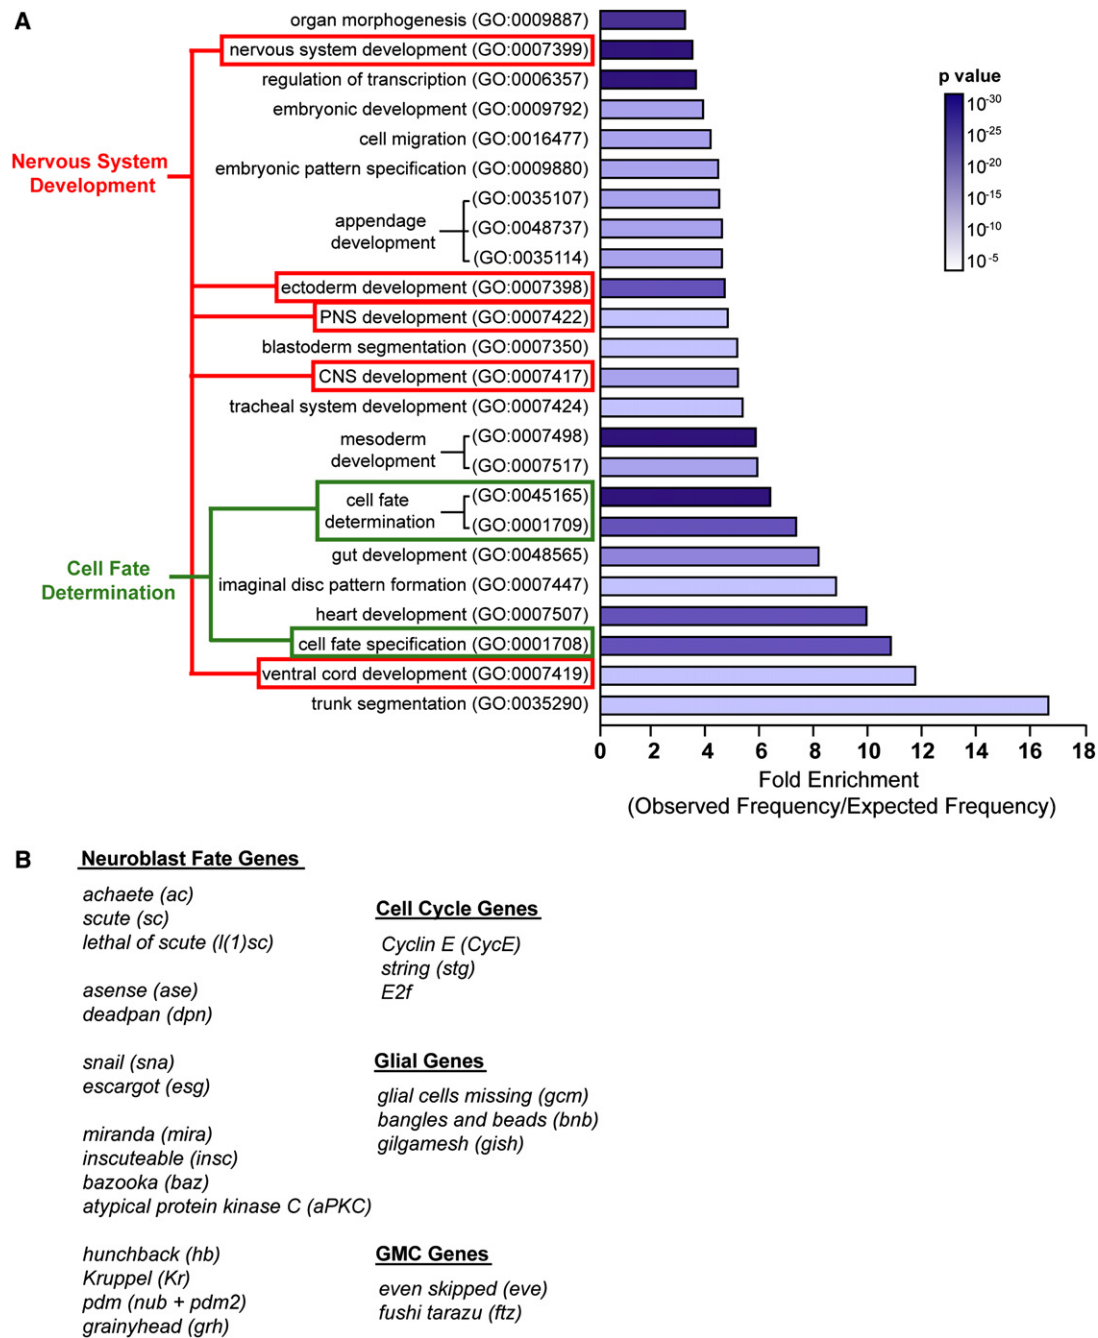 A
organ morphogenesis (GO:0009887)
nervous system development (GO:0007399)
regulation of transcription (GO:0006357)
embryonic development (GO:0009792)
cell migration (GO:0016477)
embryonic pattern specification (GO:0009880)
appendage
development
(GO:0035107)
(GO:0048737)
(GO:0035114)
ectoderm development (GO:0007398)
PNS development (GO:0007422)
blastoderm segmentation (GO:0007350)
CNS development (GO:0007417)
tracheal system development (GO:0007424)
mesoderm
development
(GO:0007498)
(GO:0007517)
cell fate
determination
(GO:0045165)
(GO:0001709)
gut development (GO:0048565)
imaginal disc pattern formation (GO:0007447)
heart development (GO:0007507)
cell fate specification (GO:0001708)
ventral cord development (GO:0007419)
trunk segmentation (GO:0035290)
Nervous System
Development
Cell Fate
Determination
p value
10-30
10-25
10-20
10-15
10-10
10-5
0 2 4 6 8 10 12 14 16 18
Fold Enrichment
(Observed Frequency/Expected Frequency)
B
Neuroblast Fate Genes
achaete (ac)
scute (sc)
lethal of scute (l(1)sc)
asense (ase)
deadpan (dpn)
snail (sna)
escargot (esg)
miranda (mira)
inscuteable (insc)
bazooka (baz)
atypical protein kinase C (aPKC)
hunchback (hb)
Kruppel (Kr)
pdm (nub + pdm2)
grainyhead (grh)
Cell Cycle Genes
Cyclin E (CycE)
string (stg)
E2f
Glial Genes
glial cells missing (gcm)
bangles and beads (bnb)
gilgamesh (gish)
GMC Genes
even skipped (eve)
fushi tarazu (ftz)